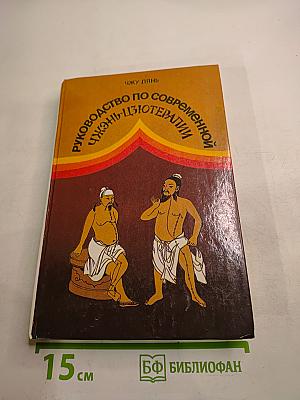 ЧЖУ ЛЯНЬ
РУКОВОДСТВО ПО СОВРЕМЕННОЙ
ЧЖЭНЬ-ЦЗЮТЕРАПИИ
15 см
БФ БИБЛИОФАН